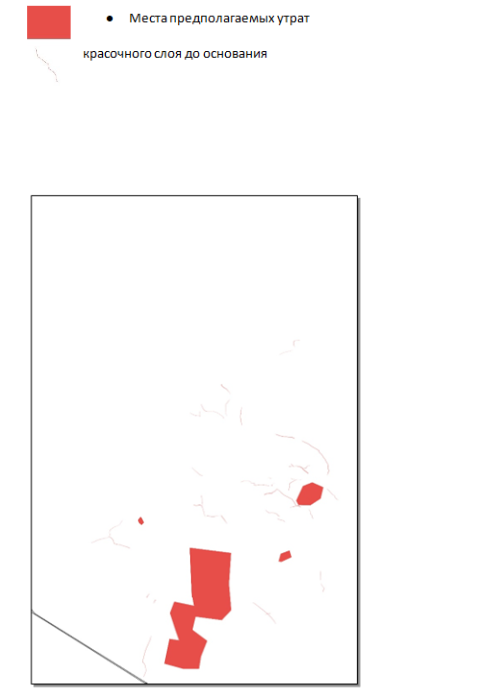 ● Места предполагаемых утрат
красочного слоя до основания